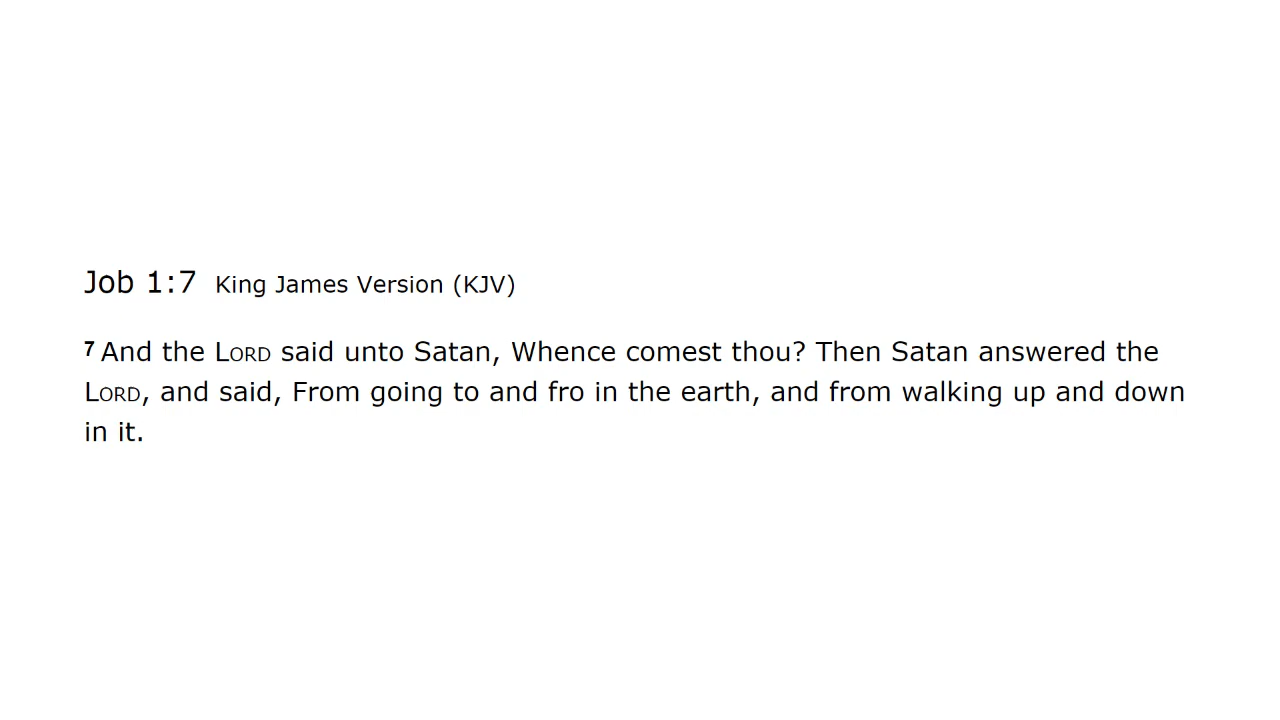 Job 1:7 King James Version (KJV)
7 And the LORD said unto Satan, Whence comest thou? Then Satan answered the
LORD, and said, From going to and fro in the earth, and from walking up and down
in it.